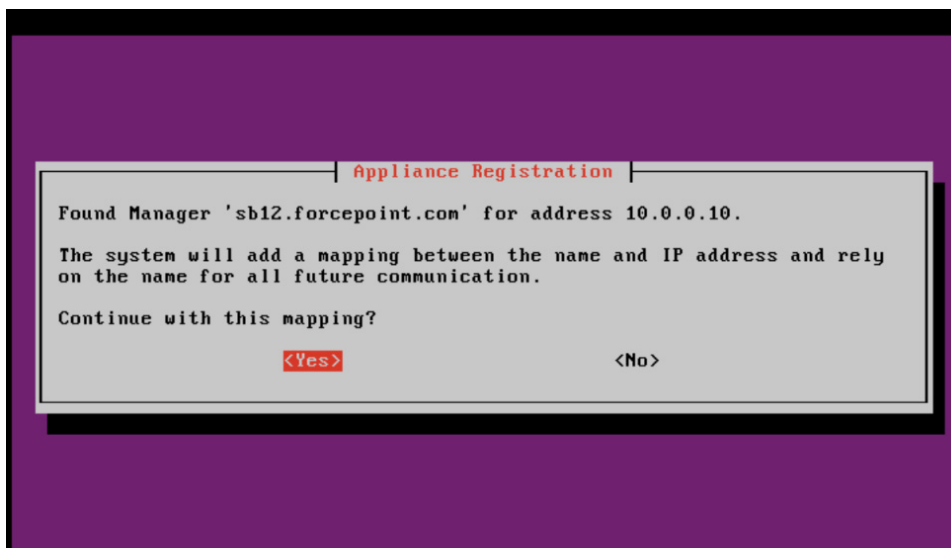 Appliance Registration
Found Manager 'sb12.forcepoint.com' for address 10.0.0.10.
The system will add a mapping between the name and IP address and rely
on the name for all future communication.
Continue with this mapping?
<Yes> <No>